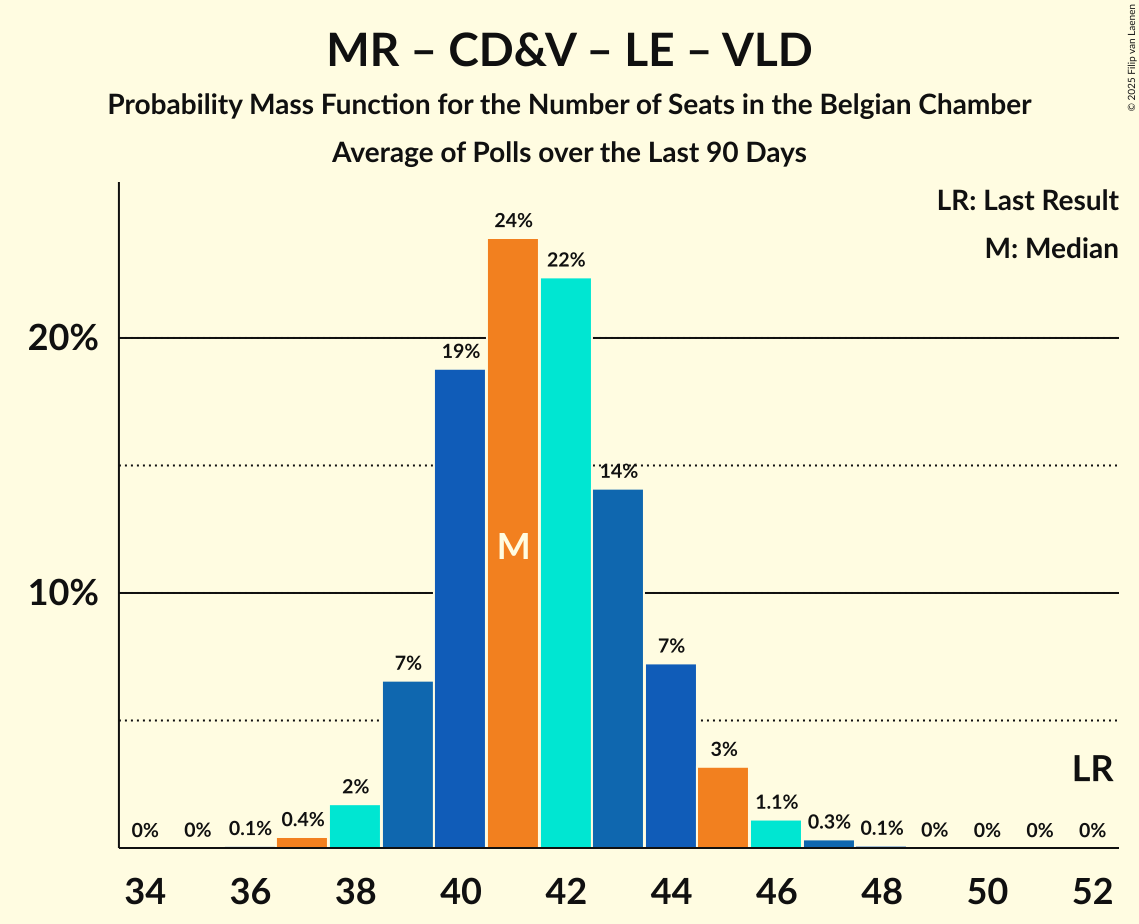 MR – CD&V – LE – VLD
Probability Mass Function for the Number of Seats in the Belgian Chamber
Average of Polls over the Last 90 Days
© 2025 Filip van Laenen
LR: Last Result
M: Median
24%
22%
20%
19%
14%
M
10%
7%
7%
3%
LR
2%
1.1%
0% 0% 0.1% 0.4% 0.3% 0.1% 0% 0% 0% 0%
34 36 38 40 42 44 46 48 50 52